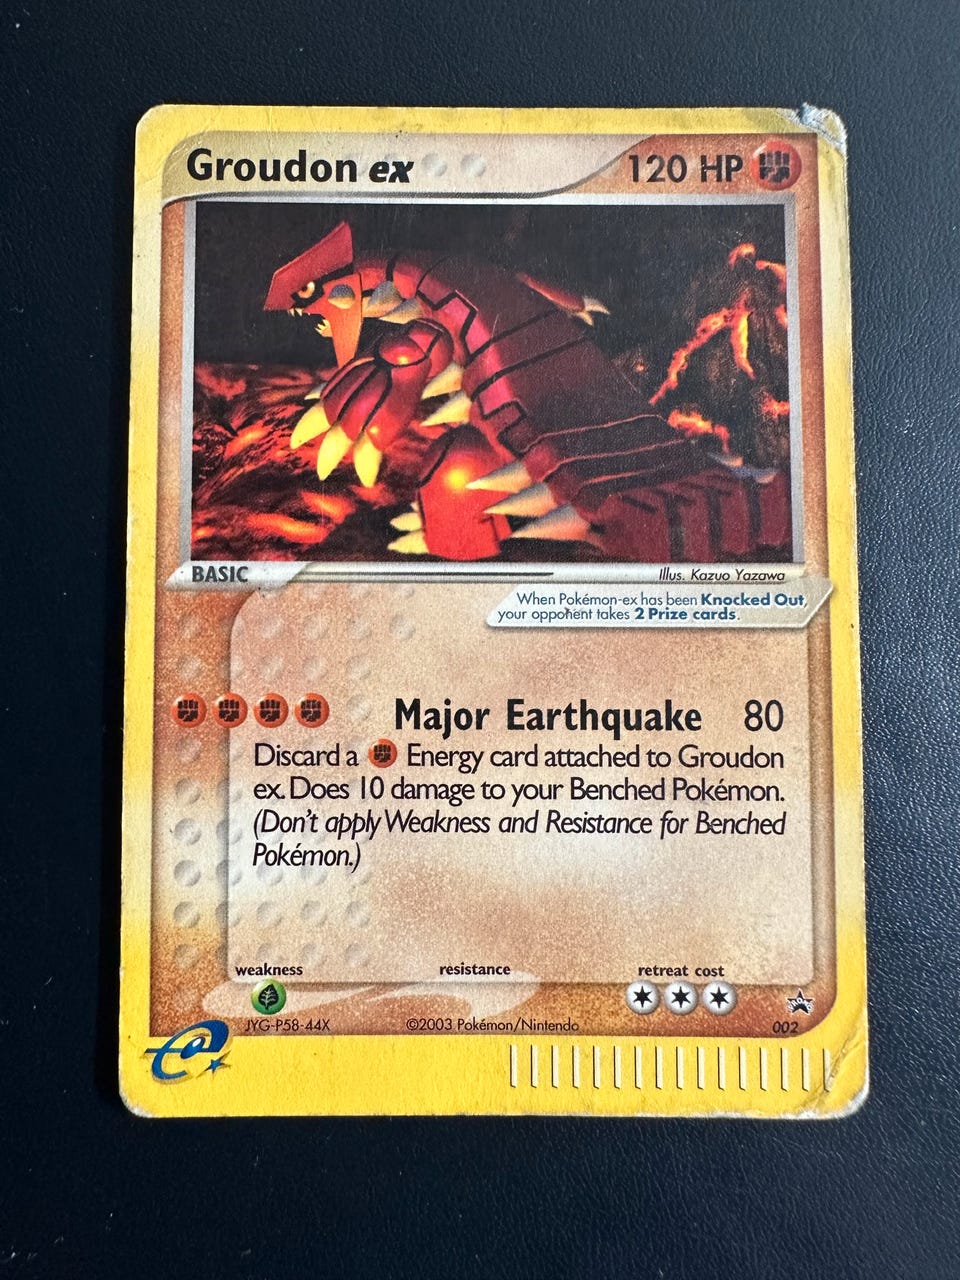 Groudon ex 120 HP
BASIC
Illus. Kazuo Yazawa
When Pokémon-ex has been Knocked Out,
your opponent takes 2 Prize cards.
Major Earthquake 80
Discard a Energy card attached to Groudon
ex. Does 10 damage to your Benched Pokémon.
(Don't apply Weakness and Resistance for Benched
Pokémon.)
weakness resistance retreat cost
JYG-P58-44X ©2003 Pokémon/Nintendo 002
e